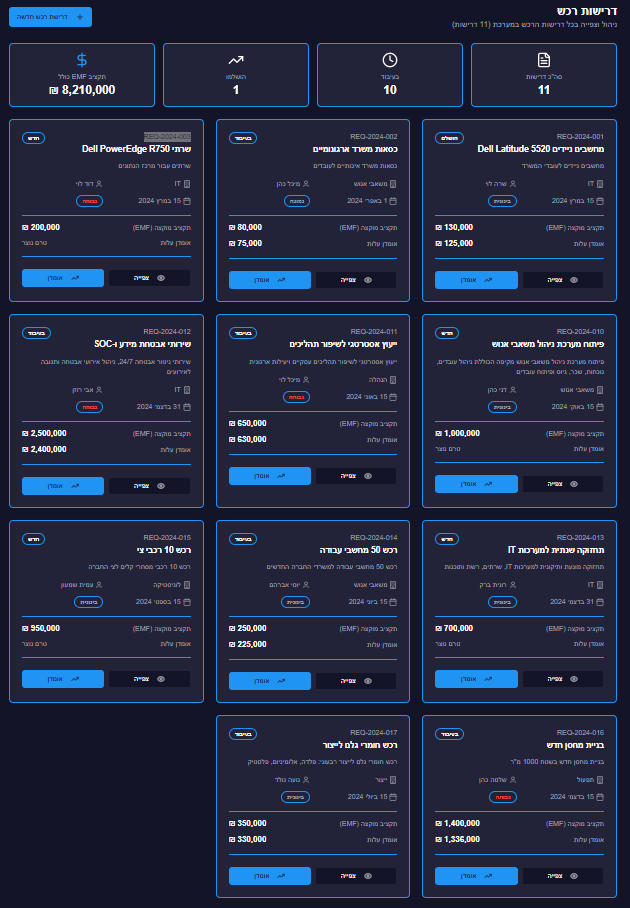 דרישות רכש
ניהול וצפייה בכל דרישות הרכש במערכת (11 דרישות)
דרישת רכש חדשה +
סה"כ דרישות
11
בעיבוד
10
הושלמו
1
תקציב EMF כולל
8,210,000 ₪
REQ-2024-001
הושלם
מחשבים ניידים Dell Latitude 5520
מחשבים ניידים לעובדי המשרד
IT
שרה לוי
15 במרץ 2024
בינונית
תקציב מוקצה (EMF)
130,000 ₪
אומדן עלות
125,000 ₪
צפייה
אומדן
REQ-2024-002
בעיבוד
כסאות משרד ארגונומיים
כסאות משרד איכותיים לעובדים
משאבי אנוש
מיכל כהן
1 באפרי 2024
נמוכה
תקציב מוקצה (EMF)
80,000 ₪
אומדן עלות
75,000 ₪
צפייה
אומדן
REQ-2024-003
חדש
שרתי Dell PowerEdge R750
שרתים עבור מרכז הנתונים
IT
דוד לוי
15 במרץ 2024
גבוהה
תקציב מוקצה (EMF)
200,000 ₪
אומדן עלות
טרם נוצר
צפייה
אומדן
REQ-2024-010
חדש
פיתוח מערכת ניהול משאבי אנוש
פיתוח מערכת ניהול משאבי אנוש מקיפה הכוללת ניהול עובדים,
נוכחות, שכר, גיוס ופיתוח עובדים
משאבי אנוש
דני כהן
15 באוק׳ 2024
בינונית
תקציב מוקצה (EMF)
1,000,000 ₪
אומדן עלות
טרם נוצר
צפייה
אומדן
REQ-2024-011
בעיבוד
ייעוץ אסטרטגי לשיפור תהליכים
ייעוץ אסטרטגי לשיפור תהליכים עסקיים ויעילות ארגונית
הנהלה
מיכל לוי
15 באוג׳ 2024
גבוהה
תקציב מוקצה (EMF)
650,000 ₪
אומדן עלות
630,000 ₪
צפייה
אומדן
REQ-2024-012
בעיבוד
שירותי אבטחת מידע ו-SOC
שירותי ניטור אבטחה 24/7, ניהול אירועי אבטחה ותגובה
לאירועים
IT
אבי רוזן
31 בדצמ׳ 2024
גבוהה
תקציב מוקצה (EMF)
2,500,000 ₪
אומדן עלות
2,400,000 ₪
צפייה
אומדן
REQ-2024-013
חדש
תחזוקה שנתית למערכות IT
תחזוקה מונעת ותיקונית למערכות IT, שרתים, רשת ותוכנות
IT
רונית ברק
31 בדצמ׳ 2024
בינונית
תקציב מוקצה (EMF)
700,000 ₪
אומדן עלות
טרם נוצר
צפייה
אומדן
REQ-2024-014
בעיבוד
רכש 50 מחשבי עבודה
רכש 50 מחשבי עבודה למשרדי החברה החדשים
משאבי אנוש
יוסי אברהם
15 ביוני 2024
בינונית
תקציב מוקצה (EMF)
250,000 ₪
אומדן עלות
225,000 ₪
צפייה
אומדן
REQ-2024-015
חדש
רכש 10 רכבי צי
רכש 10 רכבי מסחרי קלים לצי החברה
לוגיסטיקה
עמית שמעון
15 בספט׳ 2024
בינונית
תקציב מוקצה (EMF)
950,000 ₪
אומדן עלות
טרם נוצר
צפייה
אומדן
REQ-2024-016
בעיבוד
בניית מחסן חדש
בניית מחסן חדש בשטח 1000 מ"ר
תפעול
שלמה כהן
15 בדצמ׳ 2024
גבוהה
תקציב מוקצה (EMF)
1,400,000 ₪
אומדן עלות
1,336,000 ₪
צפייה
אומדן
REQ-2024-017
בעיבוד
רכש חומרי גלם לייצור
רכש חומרי גלם לייצור רבעוני: פלדה, אלומיניום, פלסטיק
ייצור
נועה גולד
15 ביולי 2024
בינונית
תקציב מוקצה (EMF)
350,000 ₪
אומדן עלות
330,000 ₪
צפייה
אומדן